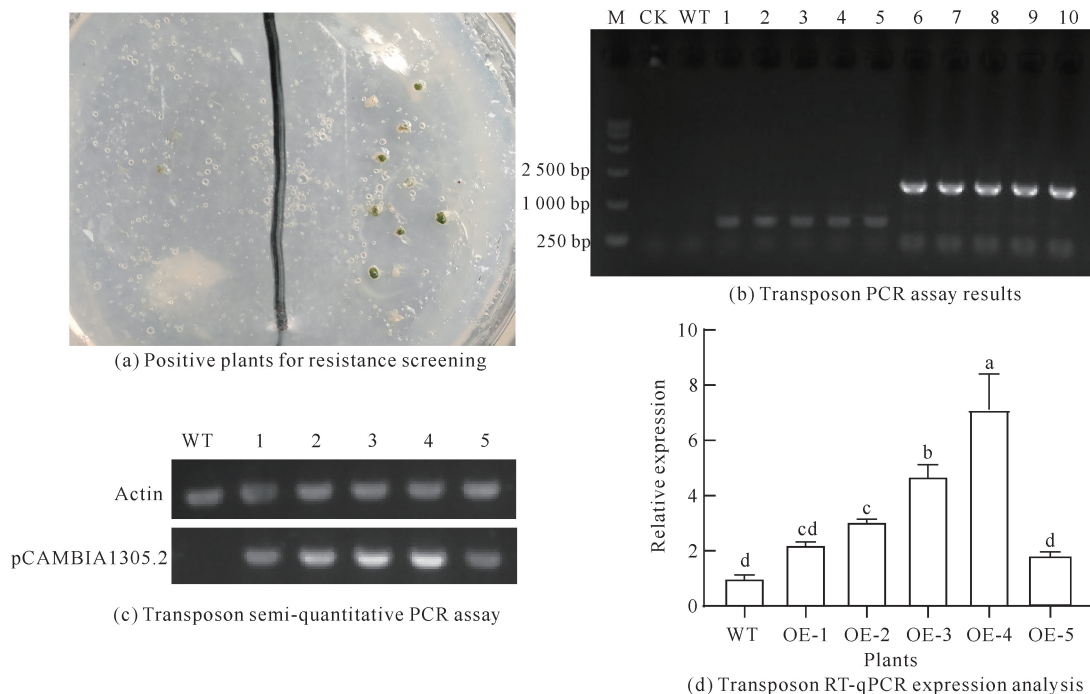 (a) Positive plants for resistance screening
M CK WT 1 2 3 4 5 6 7 8 9 10
2 500 bp
1 000 bp
250 bp
(b) Transposon PCR assay results
WT 1 2 3 4 5
Actin
pCAMBIA1305.2
(c) Transposon semi-quantitative PCR assay
10
8
6
4
2
0
Relative expression
d
cd
c
b
a
d
WT OE-1 OE-2 OE-3 OE-4 OE-5
Plants
(d) Transposon RT-qPCR expression analysis